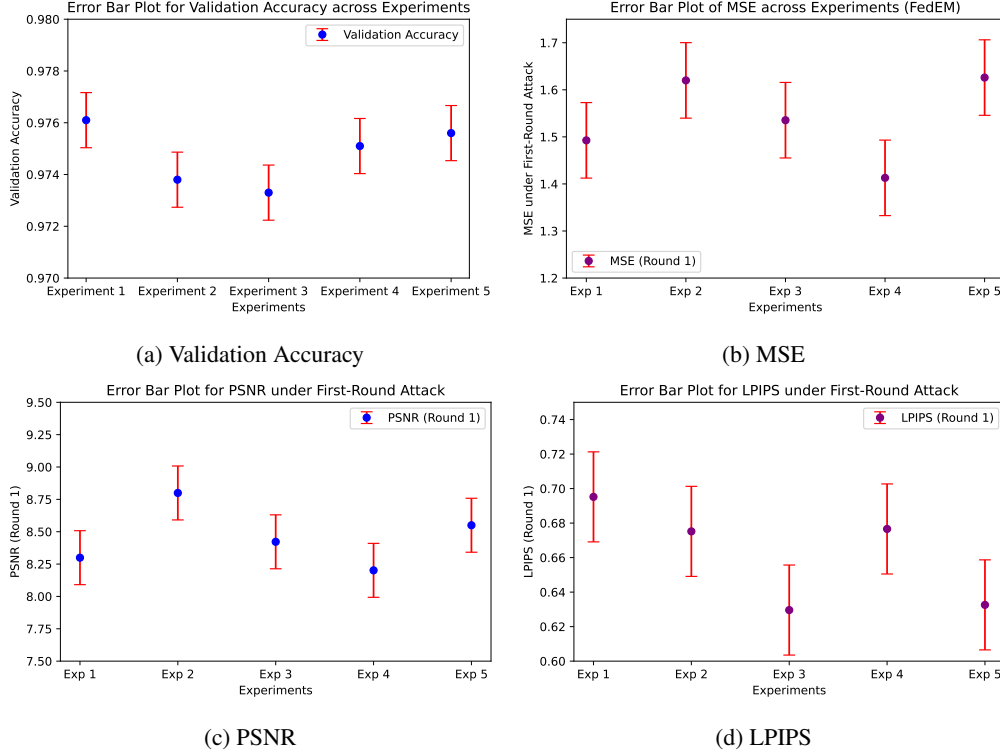 Error Bar Plot for Validation Accuracy across Experiments
0.980
0.978
0.976
0.974
0.972
0.970
Validation Accuracy
Validation Accuracy
Experiment 1 Experiment 2 Experiment 3 Experiment 4 Experiment 5
Experiments
(a) Validation Accuracy
Error Bar Plot of MSE across Experiments (FedEM)
1.7
1.6
1.5
1.4
1.3
1.2
MSE under First-Round Attack
MSE (Round 1)
Exp 1 Exp 2 Exp 3 Exp 4 Exp 5
Experiments
(b) MSE
Error Bar Plot for PSNR under First-Round Attack
9.50
9.25
9.00
8.75
8.50
8.25
8.00
7.75
7.50
PSNR (Round 1)
PSNR (Round 1)
Exp 1 Exp 2 Exp 3 Exp 4 Exp 5
Experiments
(c) PSNR
Error Bar Plot for LPIPS under First-Round Attack
0.74
0.72
0.70
0.68
0.66
0.64
0.62
0.60
LPIPS (Round 1)
LPIPS (Round 1)
Exp 1 Exp 2 Exp 3 Exp 4 Exp 5
Experiments
(d) LPIPS